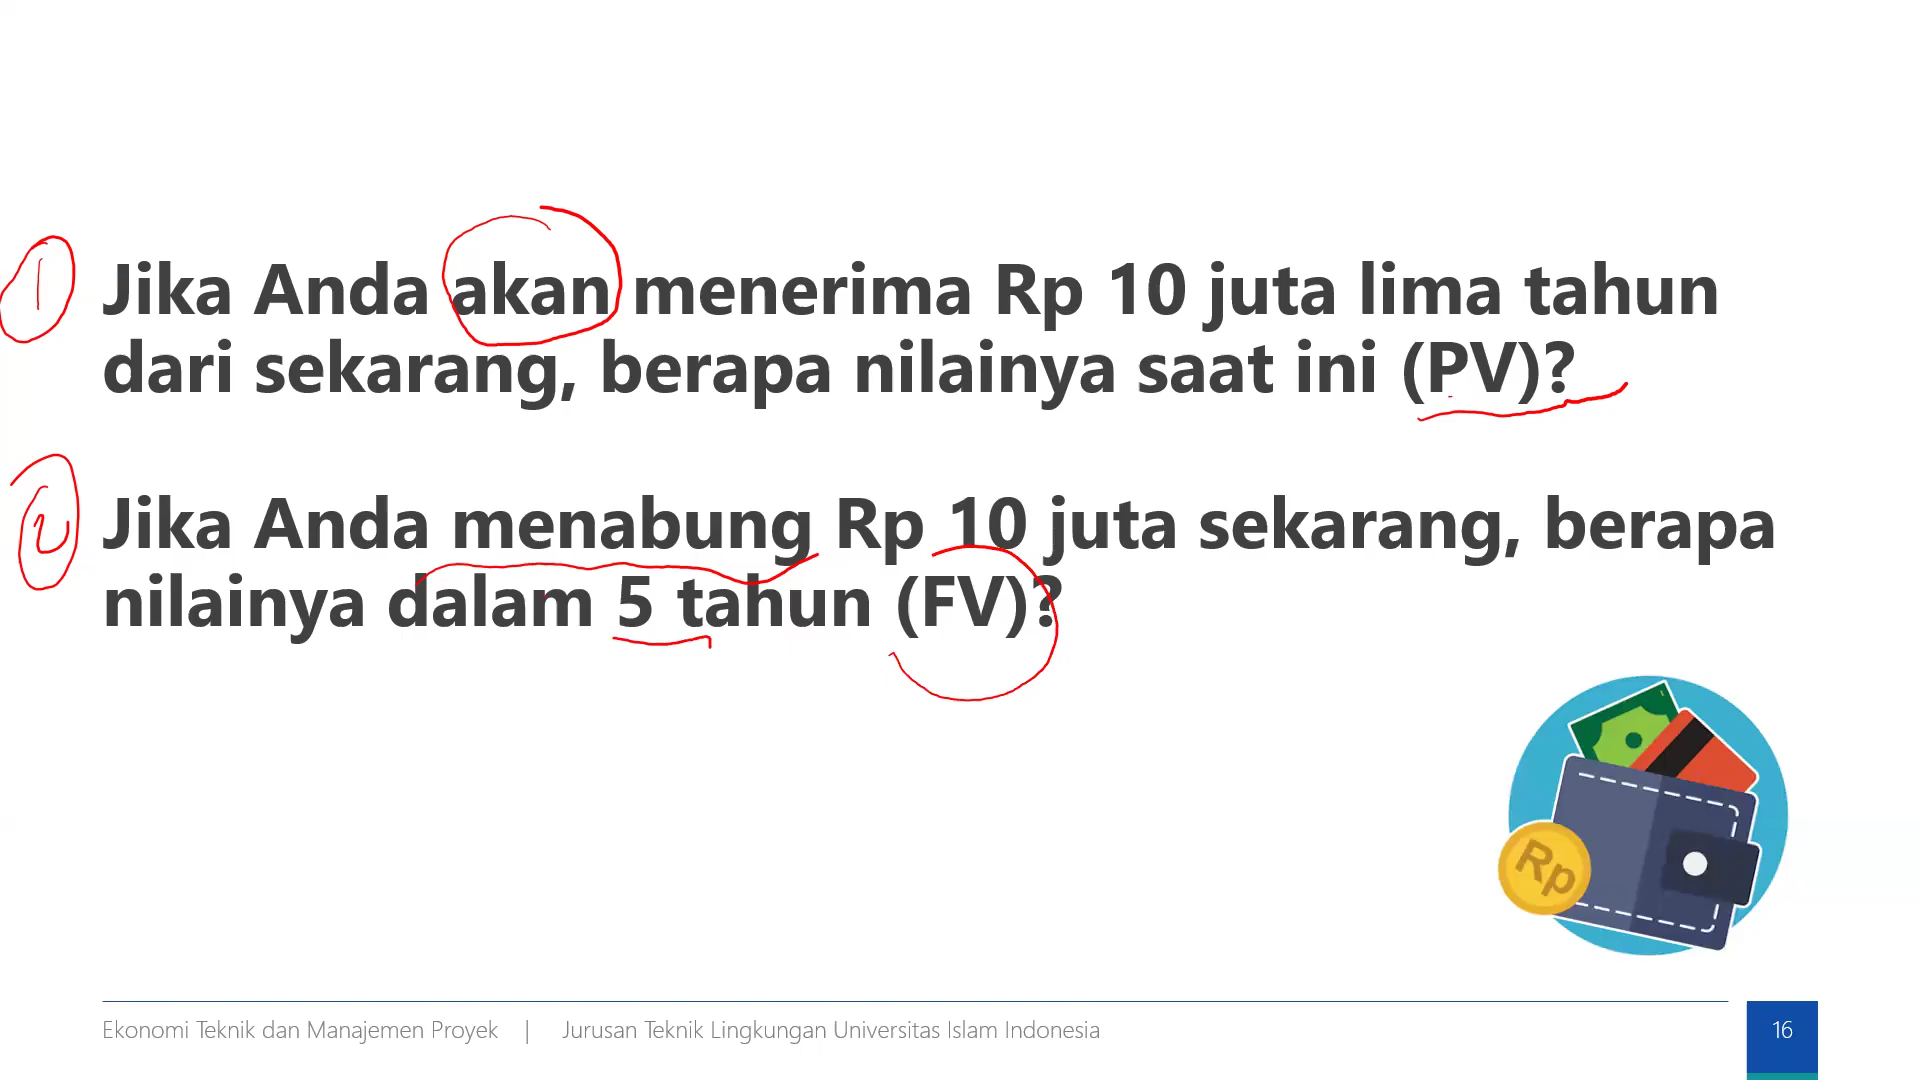 1
Jika Anda akan menerima Rp 10 juta lima tahun
dari sekarang, berapa nilainya saat ini (PV)?
2
Jika Anda menabung Rp 10 juta sekarang, berapa
nilainya dalam 5 tahun (FV)?
Rp
Ekonomi Teknik dan Manajemen Proyek | Jurusan Teknik Lingkungan Universitas Islam Indonesia
16